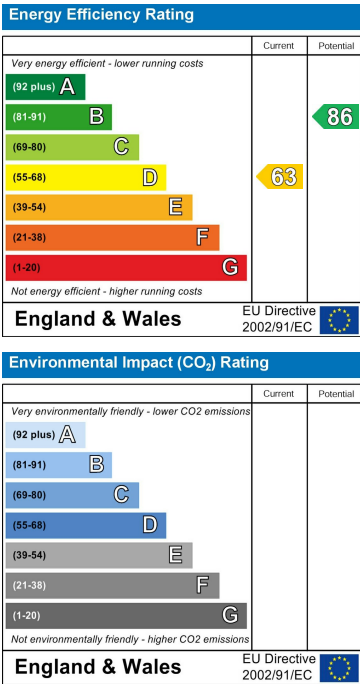 Energy Efficiency Rating
Current Potential
Very energy efficient - lower running costs
(92 plus) A
(81-91) B 86
(69-80) C
(55-68) D 63
(39-54) E
(21-38) F
(1-20) G
Not energy efficient - higher running costs
England & Wales EU Directive
2002/91/EC
Environmental Impact (CO₂) Rating
Current Potential
Very environmentally friendly - lower CO2 emissions
(92 plus) A
(81-91) B
(69-80) C
(55-68) D
(39-54) E
(21-38) F
(1-20) G
Not environmentally friendly - higher CO2 emissions
England & Wales EU Directive
2002/91/EC